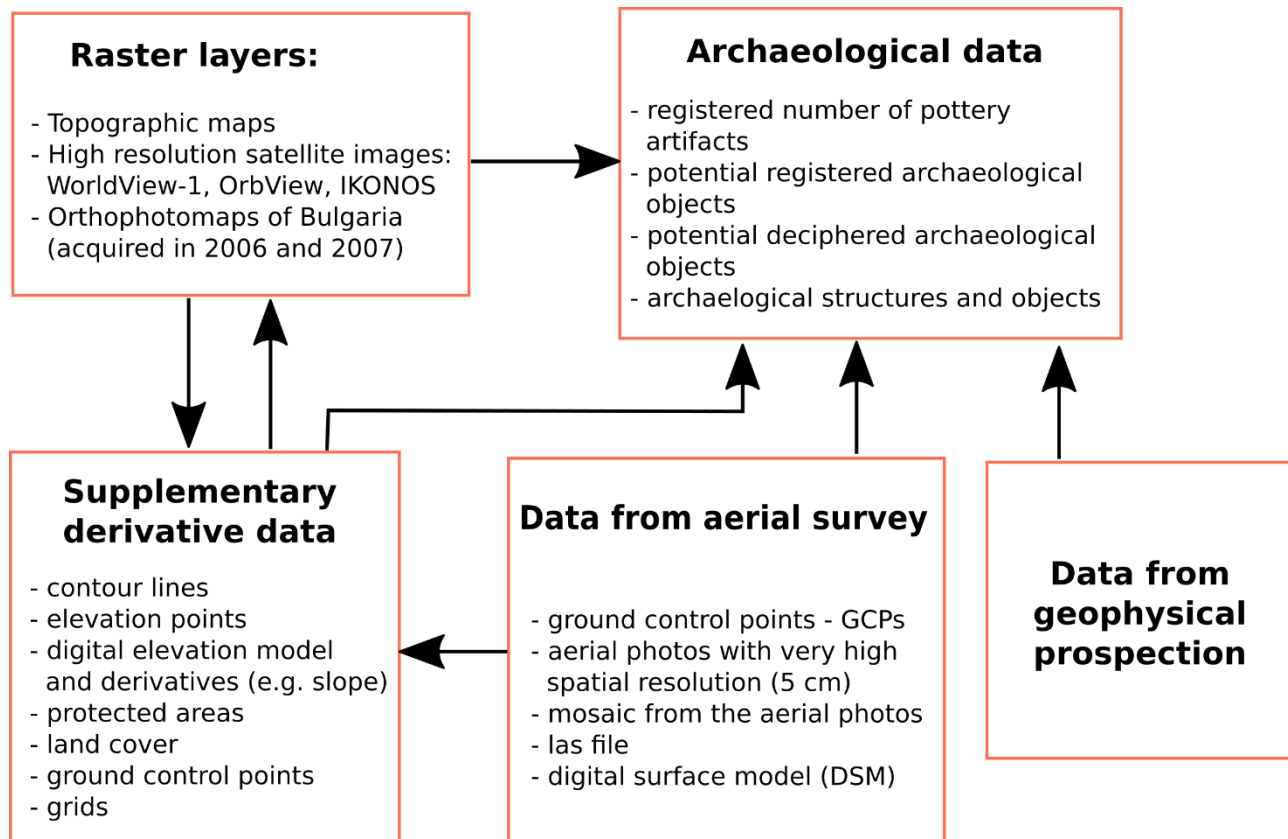 Raster layers:
- Topographic maps
- High resolution satellite images:
WorldView-1, OrbView, IKONOS
- Orthophotomaps of Bulgaria
(acquired in 2006 and 2007)
Archaeological data
- registered number of pottery
artifacts
- potential registered archaeological
objects
- potential deciphered archaeological
objects
- archaelogical structures and objects
Supplementary
derivative data
- contour lines
- elevation points
- digital elevation model
and derivatives (e.g. slope)
- protected areas
- land cover
- ground control points
- grids
Data from aerial survey
- ground control points - GCPs
- aerial photos with very high
spatial resolution (5 cm)
- mosaic from the aerial photos
- las file
- digital surface model (DSM)
Data from
geophysical
prospection